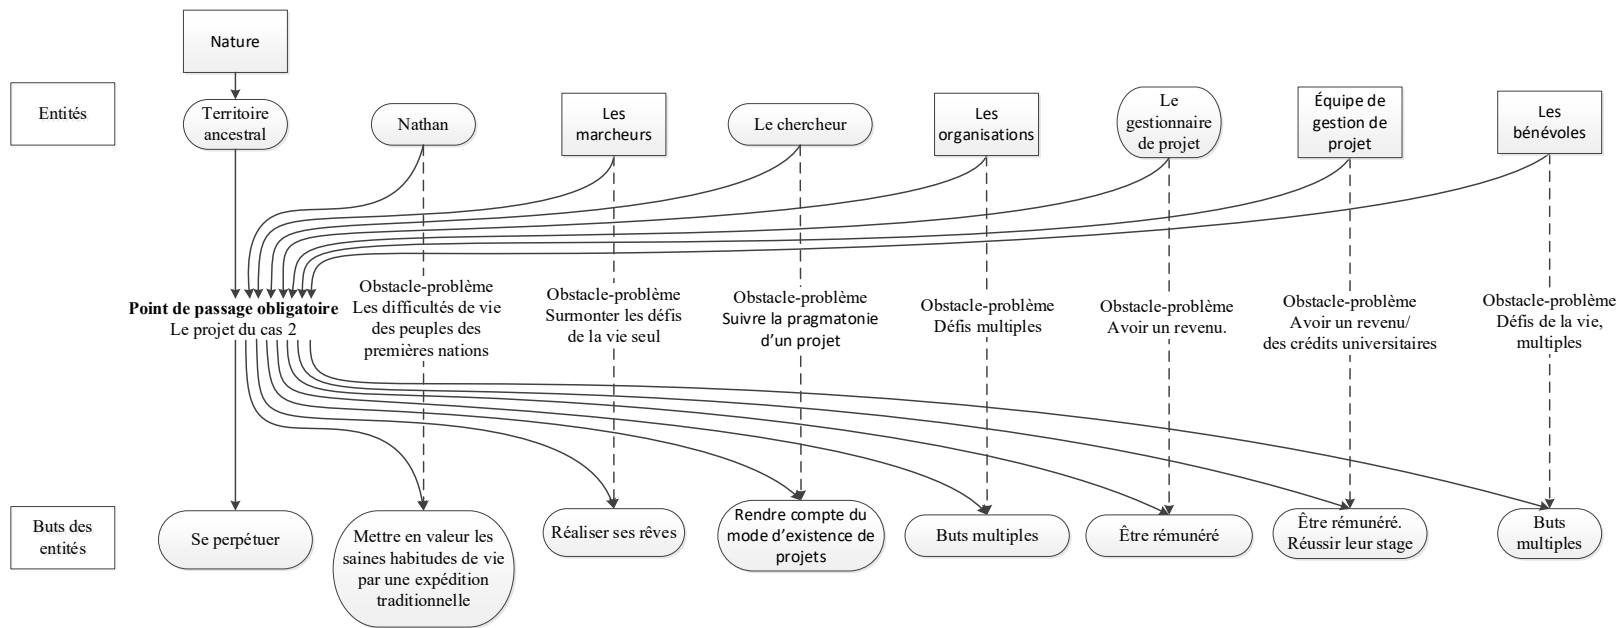 Nature
Entités
Territoire
ancestral
Nathan
Les
marcheurs
Le chercheur
Les
organisations
Le
gestionnaire
de projet
Équipe de
gestion de
projet
Les
bénévoles
Point de passage obligatoire
Le projet du cas 2
Obstacle-problème
Les difficultés de vie
des peuples des
premières nations
Obstacle-problème
Surmonter les défis
de la vie seul
Obstacle-problème
Suivre la pragmatonie
d'un projet
Obstacle-problème
Défis multiples
Obstacle-problème
Avoir un revenu.
Obstacle-problème
Avoir un revenu/
des crédits universitaires
Obstacle-problème
Défis de la vie,
multiples
Buts des
entités
Se perpétuer
Mettre en valeur les
saines habitudes de vie
par une expédition
traditionnelle
Réaliser ses rêves
Rendre compte du
mode d'existence de
projets
Buts multiples
Être rémunéré
Être rémunéré.
Réussir leur stage
Buts
multiples